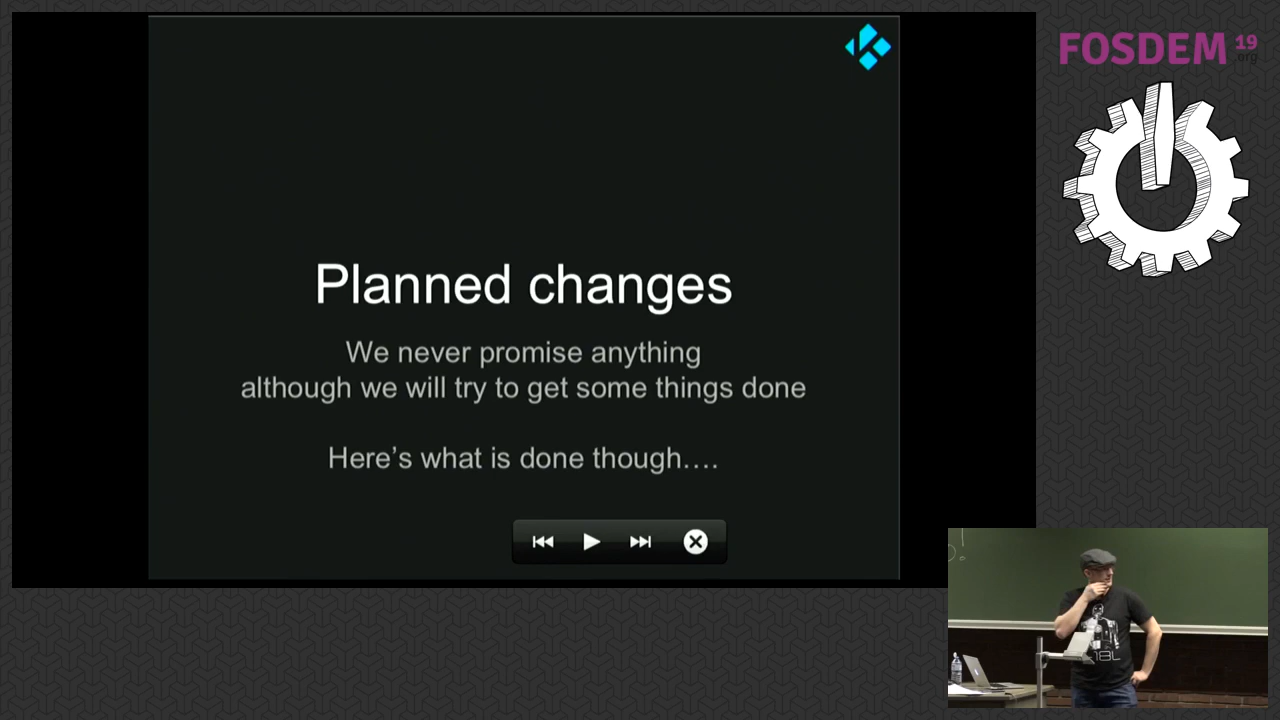 FOSDEM 19
.org
Planned changes
We never promise anything
although we will try to get some things done
Here's what is done though....